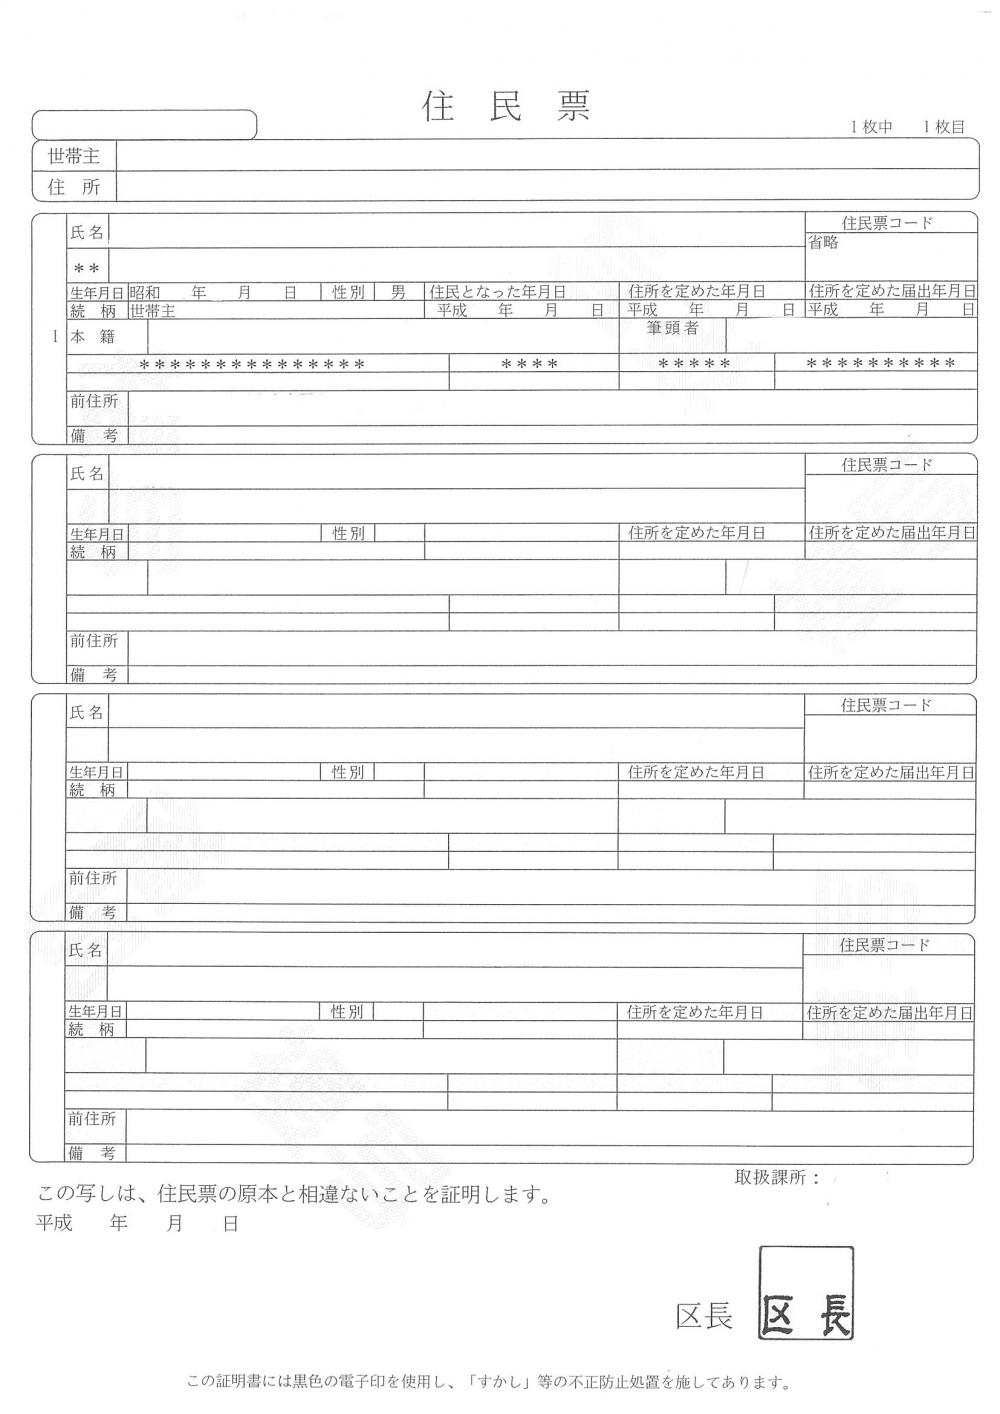 住民票
1枚中 1枚目
世帯主
住所
氏名 住民票コード
省略
**
生年月日 昭和 年 月 日 性別 男 住民となった年月日 住所を定めた年月日 住所を定めた届出年月日
続柄 世帯主 平成 年 月 日 平成 年 月 日 平成 年 月 日
1 本籍 筆頭者
*************** **** ***** **********
前住所
備考
氏名 住民票コード
生年月日 性別 住所を定めた年月日 住所を定めた届出年月日
続柄
前住所
備考
氏名 住民票コード
生年月日 性別 住所を定めた年月日 住所を定めた届出年月日
続柄
前住所
備考
氏名 住民票コード
生年月日 性別 住所を定めた年月日 住所を定めた届出年月日
続柄
前住所
備考
取扱課所：
この写しは、住民票の原本と相違ないことを証明します。
平成 年 月 日
区長 区長
この証明書には黒色の電子印を使用し、「すかし」等の不正防止処置を施してあります。